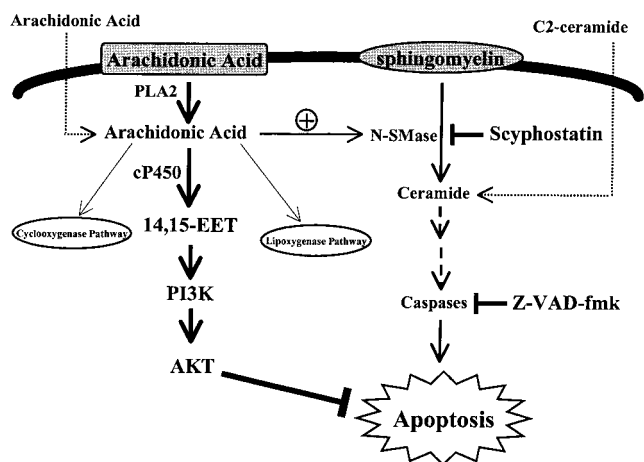 Arachidonic Acid
C2-ceramide
Arachidonic Acid
sphingomyelin
PLA2
Arachidonic Acid
+
N-SMase
Scyphostatin
cP450
Ceramide
14,15-EET
Cyclooxygenase Pathway
Lipoxygenase Pathway
PI3K
Caspases
Z-VAD-fmk
AKT
Apoptosis